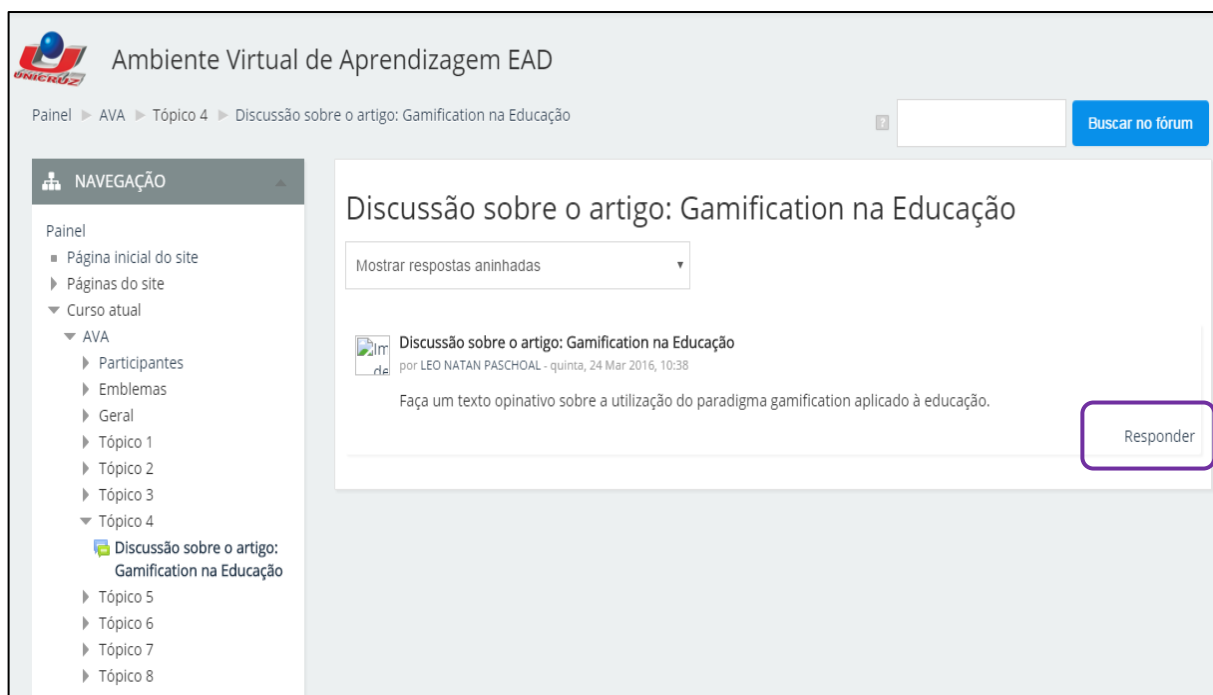 UNICRUZ
Ambiente Virtual de Aprendizagem EAD
Painel ▶ AVA ▶ Tópico 4 ▶ Discussão sobre o artigo: Gamification na Educação
?
Buscar no fórum
NAVEGAÇÃO
Painel
Página inicial do site
Páginas do site
Curso atual
AVA
Participantes
Emblemas
Geral
Tópico 1
Tópico 2
Tópico 3
Tópico 4
Discussão sobre o artigo:
Gamification na Educação
Tópico 5
Tópico 6
Tópico 7
Tópico 8
Discussão sobre o artigo: Gamification na Educação
Mostrar respostas aninhadas
Im
de
Discussão sobre o artigo: Gamification na Educação
por LEO NATAN PASCHOAL - quinta, 24 Mar 2016, 10:38
Faça um texto opinativo sobre a utilização do paradigma gamification aplicado à educação.
Responder